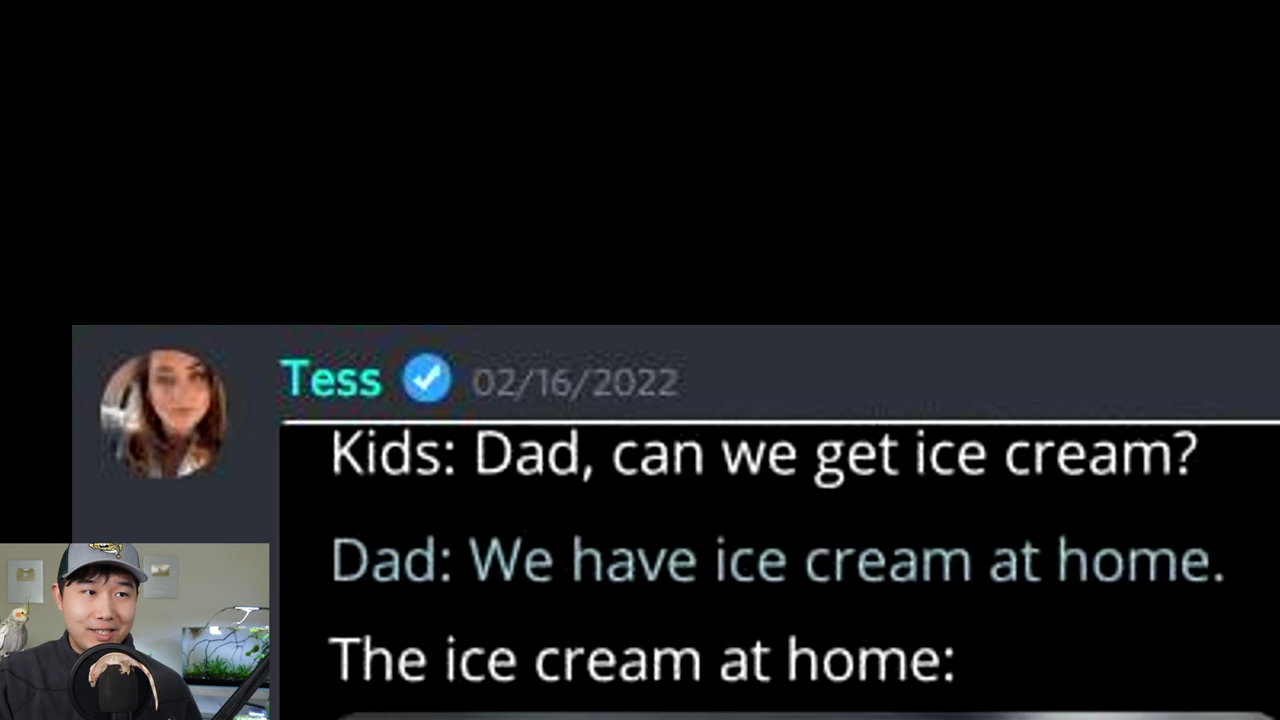 Tess 02/16/2022
Kids: Dad, can we get ice cream?
Dad: We have ice cream at home.
The ice cream at home: